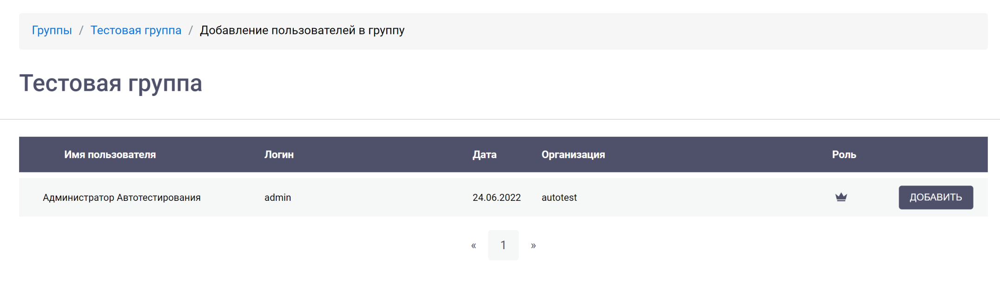 Группы / Тестовая группа / Добавление пользователей в группу
Тестовая группа
Имя пользователя Логин Дата Организация Роль
Администратор Автотестирования admin 24.06.2022 autotest ДОБАВИТЬ
« 1 »